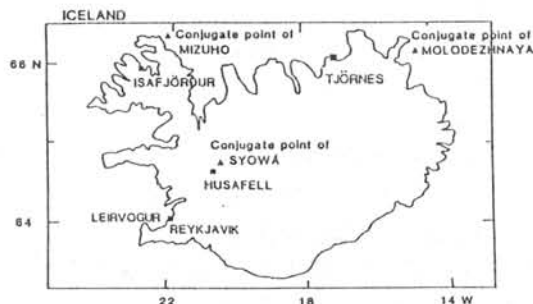 ICELAND
Conjugate point of
MIZUHO
Conjugate point of
MOLODEZHNAYA
66 N
ISAFJÖRDUR
TJÖRNES
Conjugate point of
SYOWA
HUSAFELL
LEIRVOGUR
REYKJAVIK
64
22
18
14 W